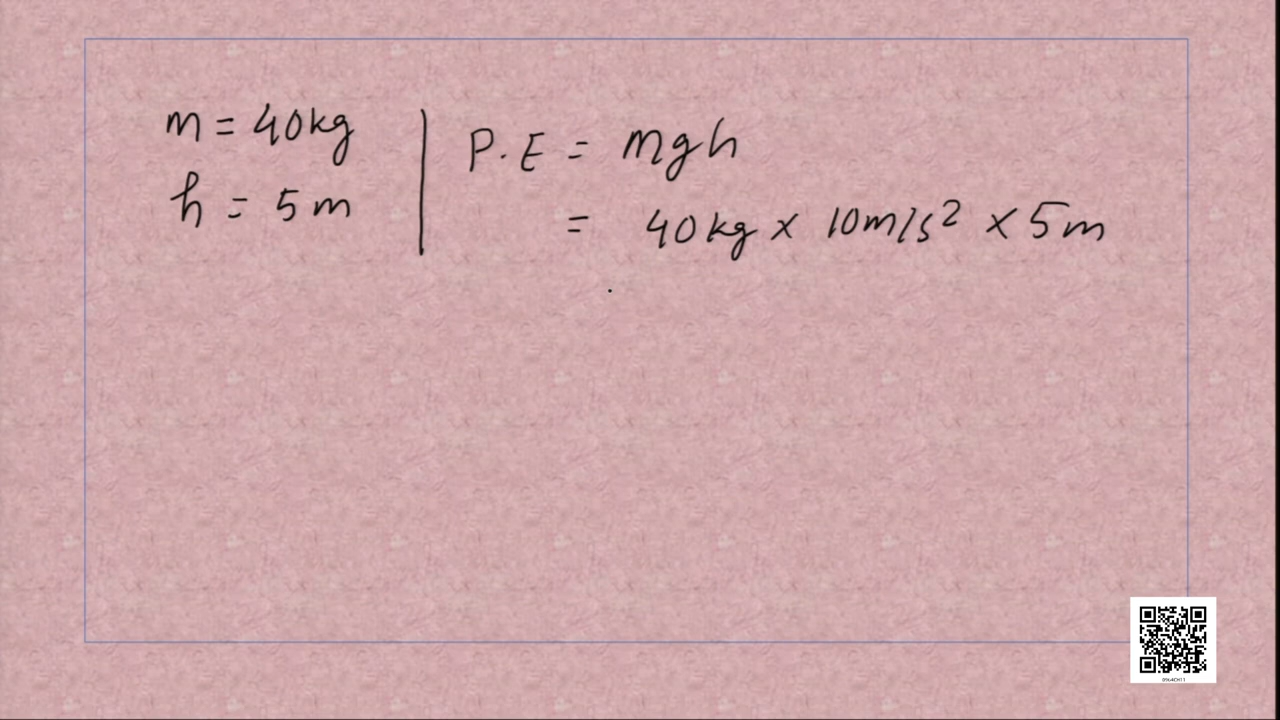 m = 40kg
h = 5m
P.E = mgh
= 40kg x 10m/s² x 5m